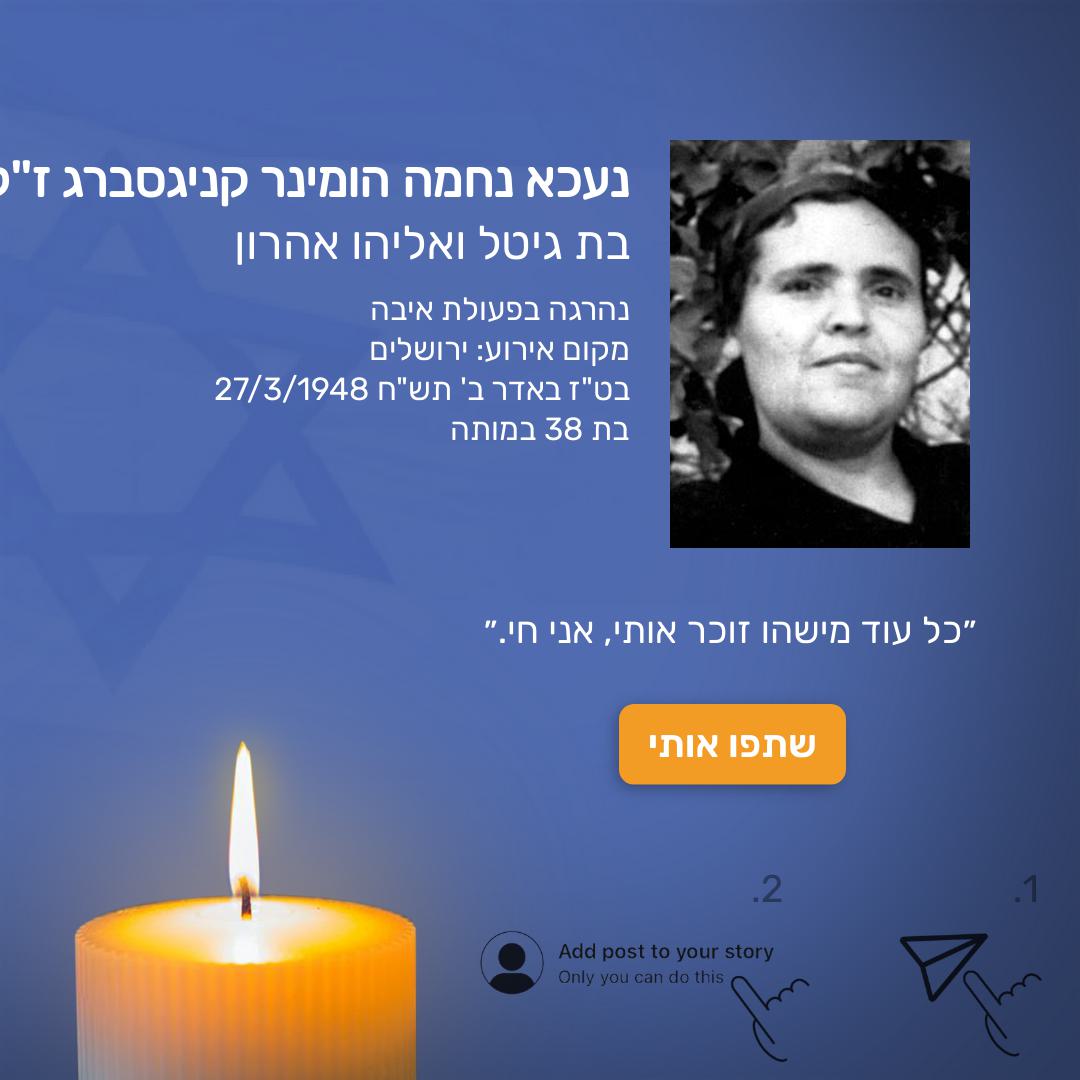 נעכא נחמה הומינר קניגסברג ז"ל
בת גיטל ואליהו אהרון
נהרגה בפעולת איבה
מקום אירוע: ירושלים
בט"ז באדר ב' תש"ח 27/3/1948
בת 38 במותה
״כל עוד מישהו זוכר אותי, אני חי.״
שתפו אותי
.1
.2
Add post to your story
Only you can do this